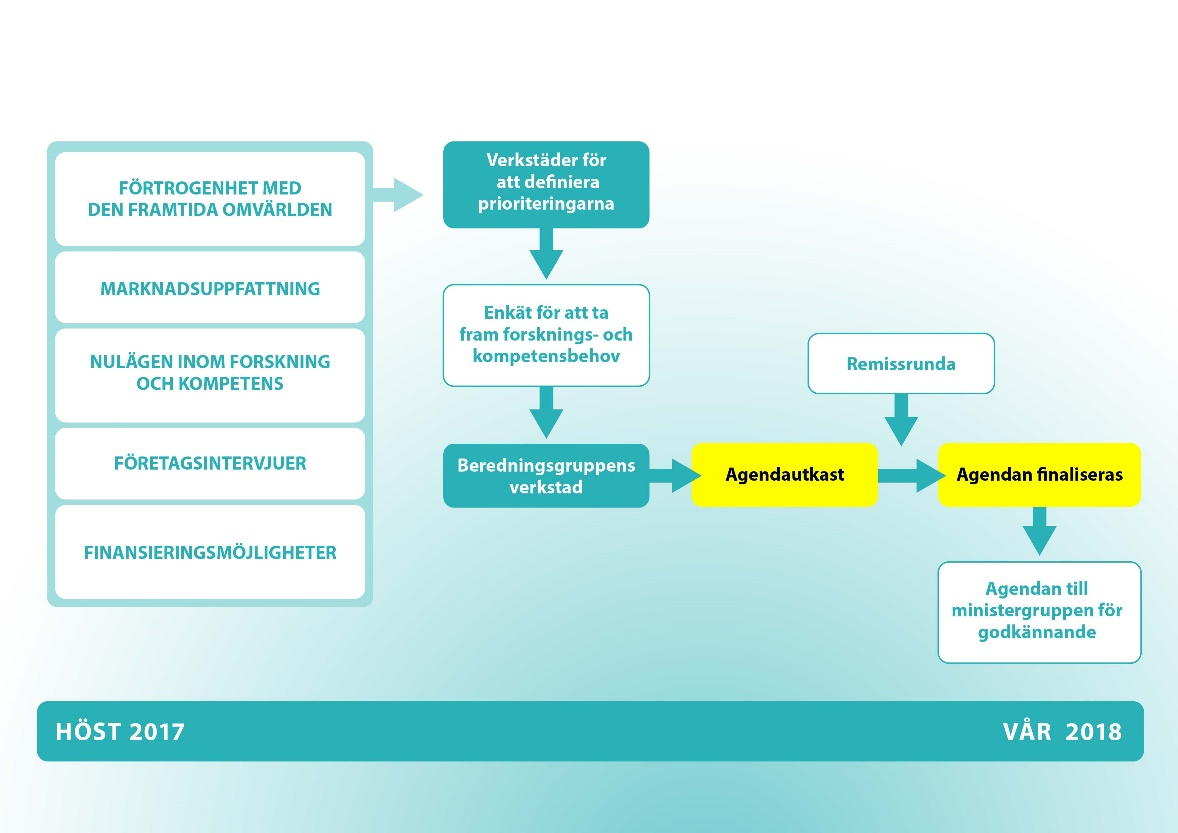 FÖRTROGENHET MED
DEN FRAMTIDA OMVÄRLDEN
MARKNADSUPPFATTNING
NULÄGEN INOM FORSKNING
OCH KOMPETENS
FÖRETAGSINTERVJUER
FINANSIERINGSMÖJLIGHETER
Verkstäder för
att definiera
prioriteringarna
Enkät för att ta
fram forsknings- och
kompetensbehov
Beredningsgruppens
verkstad
Agendautkast
Remissrunda
Agendan finaliseras
Agendan till
ministergruppen för
godkännande
HÖST 2017
VÅR 2018